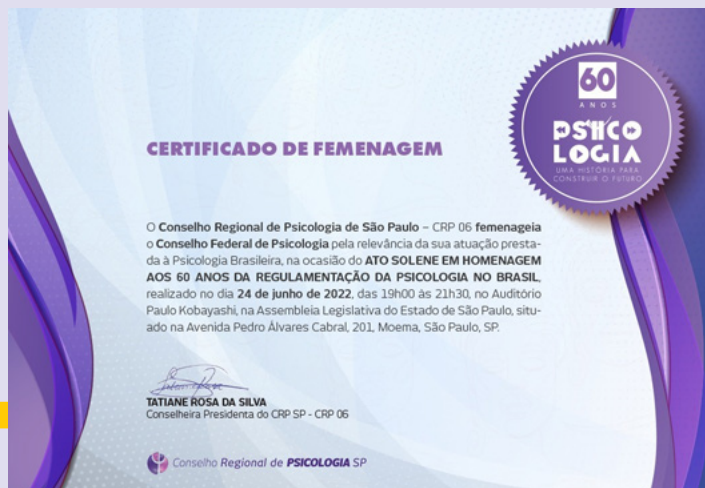 60
ANOS
PSICO
LOGIA
UMA HISTÓRIA PARA
CONSTRUIR O FUTURO
CERTIFICADO DE FEMENAGEM
O Conselho Regional de Psicologia de São Paulo – CRP 06 femenageia
o Conselho Federal de Psicologia pela relevância da sua atuação presta-
da à Psicologia Brasileira, na ocasião do ATO SOLENE EM HOMENAGEM
AOS 60 ANOS DA REGULAMENTAÇÃO DA PSICOLOGIA NO BRASIL,
realizado no dia 24 de junho de 2022, das 19h00 às 21h30, no Auditório
Paulo Kobayashi, na Assembleia Legislativa do Estado de São Paulo, situ-
ado na Avenida Pedro Álvares Cabral, 201, Moema, São Paulo, SP.
TATIANE ROSA DA SILVA
Conselheira Presidenta do CRP SP - CRP 06
Conselho Regional de PSICOLOGIA SP